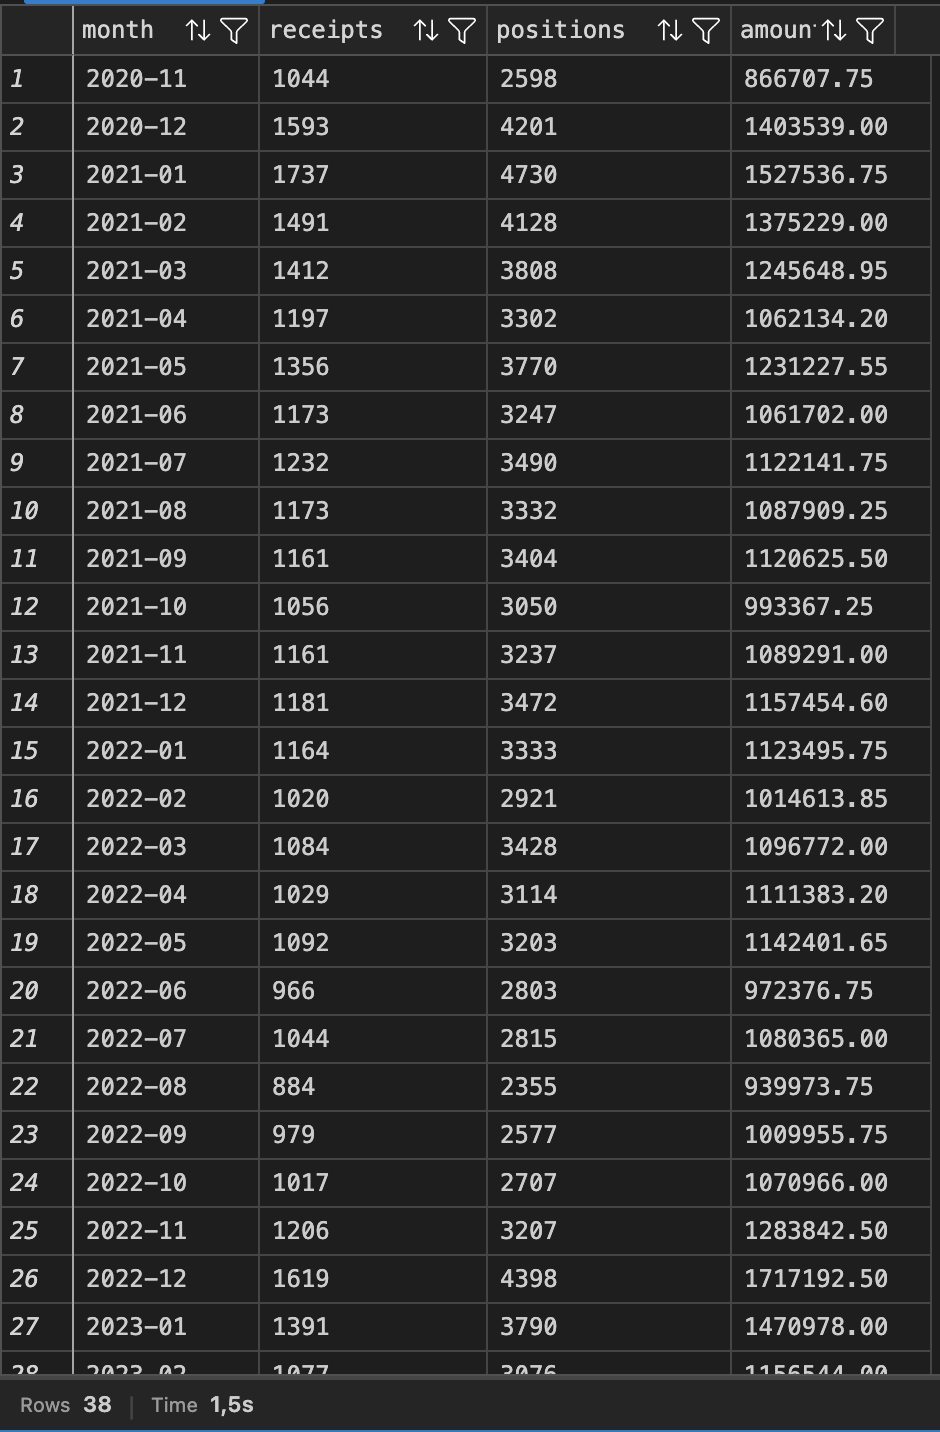 month receipts positions amoun
1 2020-11 1044 2598 866707.75
2 2020-12 1593 4201 1403539.00
3 2021-01 1737 4730 1527536.75
4 2021-02 1491 4128 1375229.00
5 2021-03 1412 3808 1245648.95
6 2021-04 1197 3302 1062134.20
7 2021-05 1356 3770 1231227.55
8 2021-06 1173 3247 1061702.00
9 2021-07 1232 3490 1122141.75
10 2021-08 1173 3332 1087909.25
11 2021-09 1161 3404 1120625.50
12 2021-10 1056 3050 993367.25
13 2021-11 1161 3237 1089291.00
14 2021-12 1181 3472 1157454.60
15 2022-01 1164 3333 1123495.75
16 2022-02 1020 2921 1014613.85
17 2022-03 1084 3428 1096772.00
18 2022-04 1029 3114 1111383.20
19 2022-05 1092 3203 1142401.65
20 2022-06 966 2803 972376.75
21 2022-07 1044 2815 1080365.00
22 2022-08 884 2355 939973.75
23 2022-09 979 2577 1009955.75
24 2022-10 1017 2707 1070966.00
25 2022-11 1206 3207 1283842.50
26 2022-12 1619 4398 1717192.50
27 2023-01 1391 3790 1470978.00
28 2023-02 1077 3076 1156544.00
Rows 38 | Time 1,5s